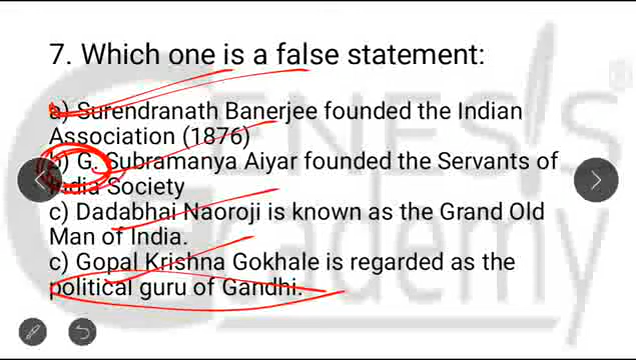 7. Which one is a false statement:
a) Surendranath Banerjee founded the Indian
Association (1876)
b) G. Subramanya Aiyar founded the Servants of
India Society
c) Dadabhai Naoroji is known as the Grand Old
Man of India.
c) Gopal Krishna Gokhale is regarded as the
political guru of Gandhi.
GENESIS
Academy
®